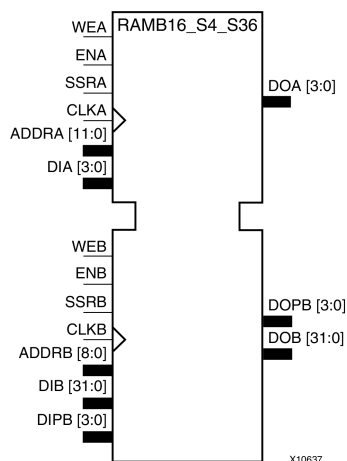 RAMB16_S4_S36
WEA
ENA
SSRA
DOA [3:0]
CLKA
ADDRA [11:0]
DIA [3:0]
WEB
ENB
SSRB
DOPB [3:0]
CLKB
DOB [31:0]
ADDRB [8:0]
DIB [31:0]
DIPB [3:0]
X10637